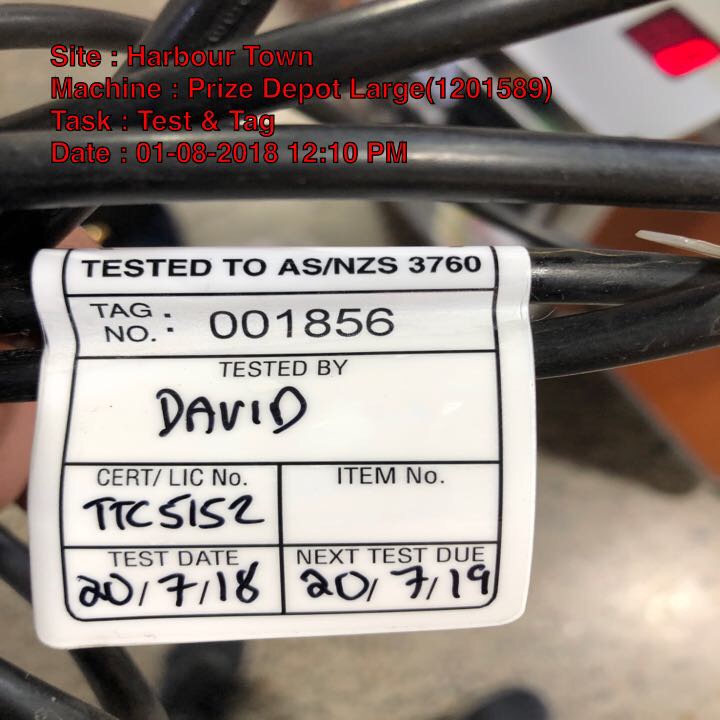 Site : Harbour Town
Machine : Prize Depot Large(1201589)
Task : Test & Tag
Date : 01-08-2018 12:10 PM
TESTED TO AS/NZS 3760
TAG NO. : 001856
TESTED BY
DAVID
CERT/ LIC No. ITEM No.
TTC5152
TEST DATE NEXT TEST DUE
20/7/18 20/7/19